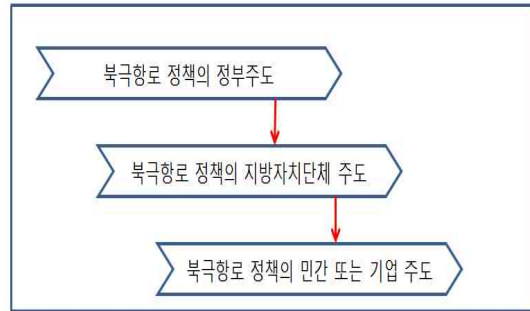 북극항로 정책의 정부주도
북극항로 정책의 지방자치단체 주도
북극항로 정책의 민간 또는 기업 주도